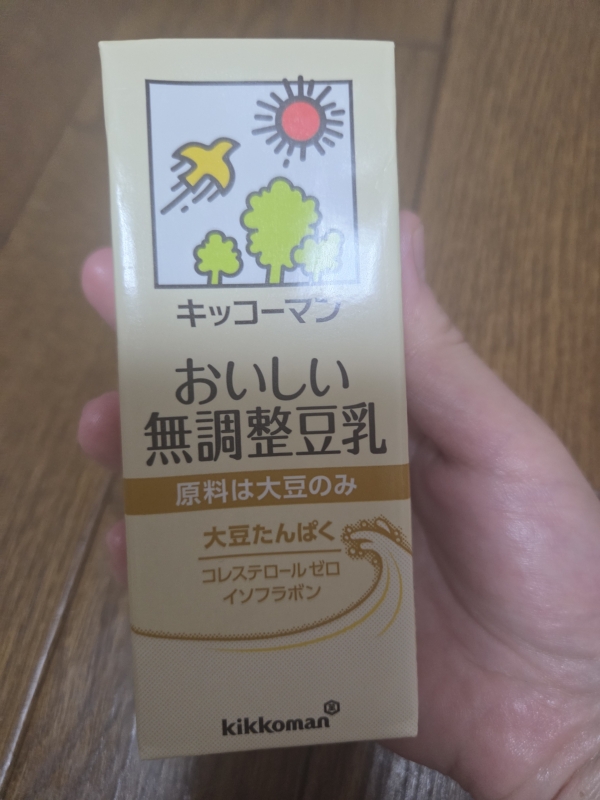 キッコーマン
おいしい
無調整豆乳
原料は大豆のみ
大豆たんぱく
コレステロールゼロ
イソフラボン
kikkoman